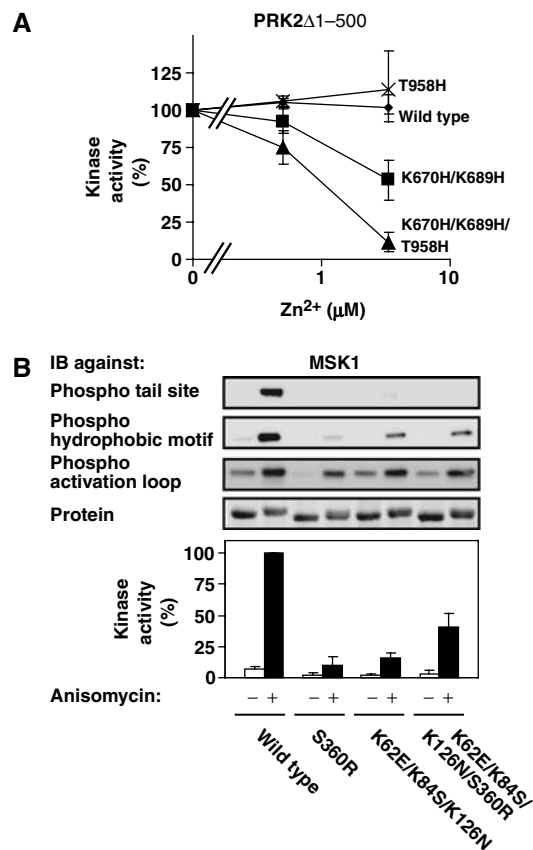 A
PRK2Δ1–500
Kinase activity (%)
125
100
75
50
25
0
0
1
10
Zn2+ (μM)
T958H
Wild type
K670H/K689H
K670H/K689H/
T958H
B
IB against:
MSK1
Phospho tail site
Phospho
hydrophobic motif
Phospho
activation loop
Protein
Kinase
activity
(%)
100
75
50
25
0
Anisomycin:
− + − + − + − +
Wild type
S360R
K62E/K84S/K126N
K62E/K84S/
K126N/S360R